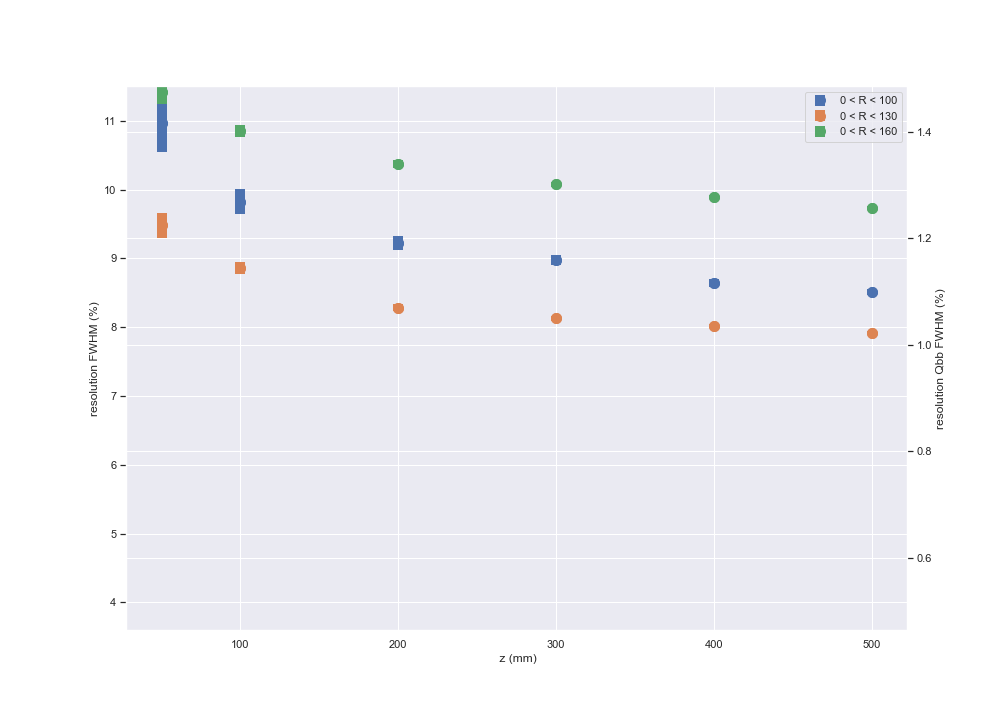 0 < R < 100
0 < R < 130
0 < R < 160
resolution FWHM (%)
11
10
9
8
7
6
5
4
1.4
1.2
1.0
0.8
0.6
resolution Qbb FWHM (%)
100 200 300 400 500
z (mm)